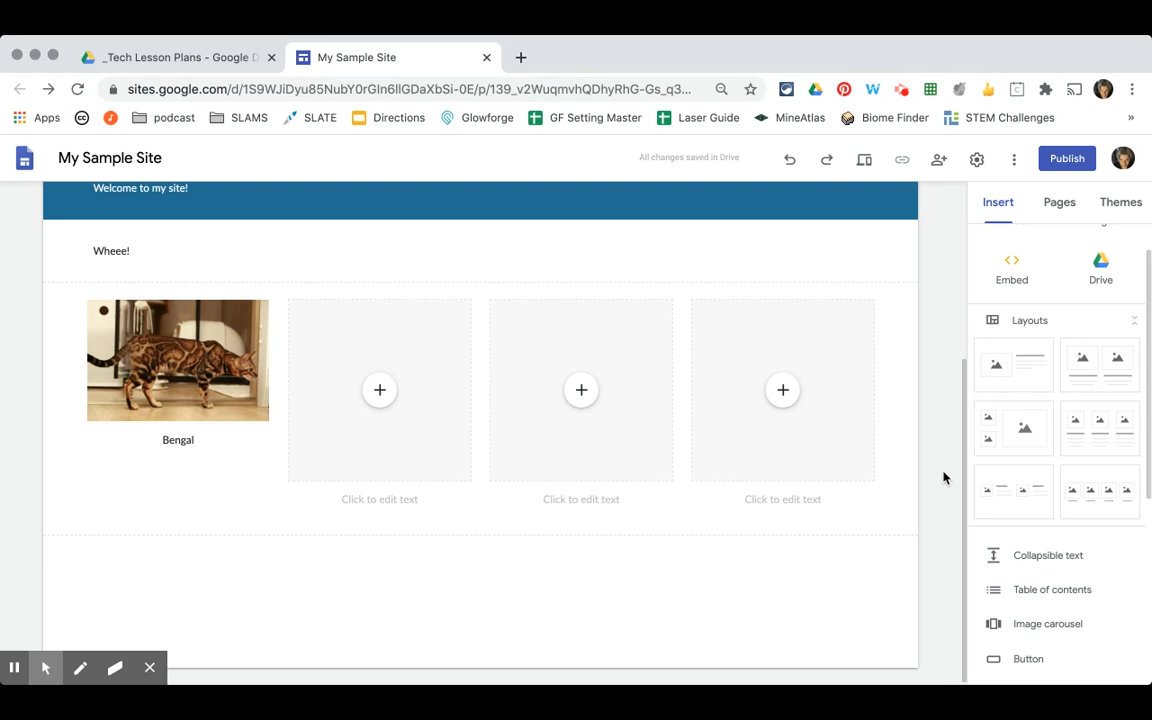 _Tech Lesson Plans - Google D
My Sample Site
sites.google.com/d/1S9WJiDyu85NubY0rGIn6llGDaXbSi-0E/p/139_v2WuqmvhQDhyRhG-Gs_q3...
Apps
podcast
SLAMS
SLATE
Directions
Glowforge
GF Setting Master
Laser Guide
MineAtlas
Biome Finder
STEM Challenges
»
My Sample Site
All changes saved in Drive
Publish
Insert
Pages
Themes
Welcome to my site!
Wheee!
Embed
Drive
Layouts
Bengal
Click to edit text
Click to edit text
Click to edit text
Collapsible text
Table of contents
Image carousel
Button